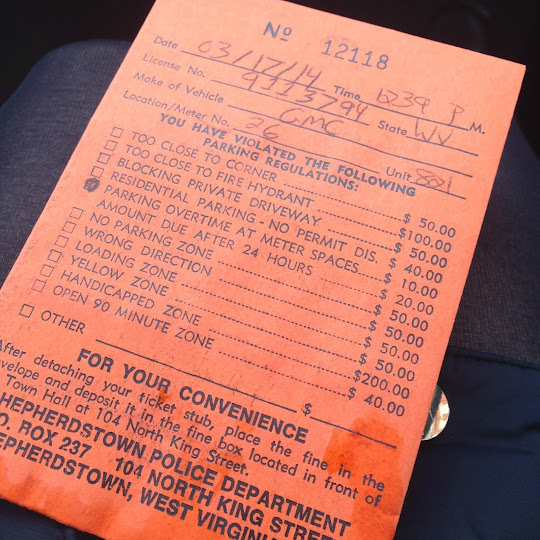 No 12118
Date 03/17/14 Time 1239 P M.
License No. 9TT3794 State WV
Make of Vehicle GMC
Location/Meter No. 26 Unit 821
YOU HAVE VIOLATED THE FOLLOWING
PARKING REGULATIONS:
TOO CLOSE TO CORNER $ 50.00
TOO CLOSE TO FIRE HYDRANT $100.00
BLOCKING PRIVATE DRIVEWAY $ 50.00
RESIDENTIAL PARKING - NO PERMIT DIS. $ 40.00
PARKING OVERTIME AT METER SPACES $ 10.00
AMOUNT DUE AFTER 24 HOURS $ 20.00
NO PARKING ZONE $ 50.00
WRONG DIRECTION $ 50.00
LOADING ZONE $ 50.00
YELLOW ZONE $ 50.00
HANDICAPPED ZONE $200.00
OPEN 90 MINUTE ZONE $ 40.00
OTHER $
FOR YOUR CONVENIENCE
After detaching your ticket stub, place the fine in the
envelope and deposit it in the fine box located in front of
Town Hall at 104 North King Street.
SHEPHERDSTOWN POLICE DEPARTMENT
P.O. BOX 237 104 NORTH KING STREET
SHEPHERDSTOWN, WEST VIRGINIA